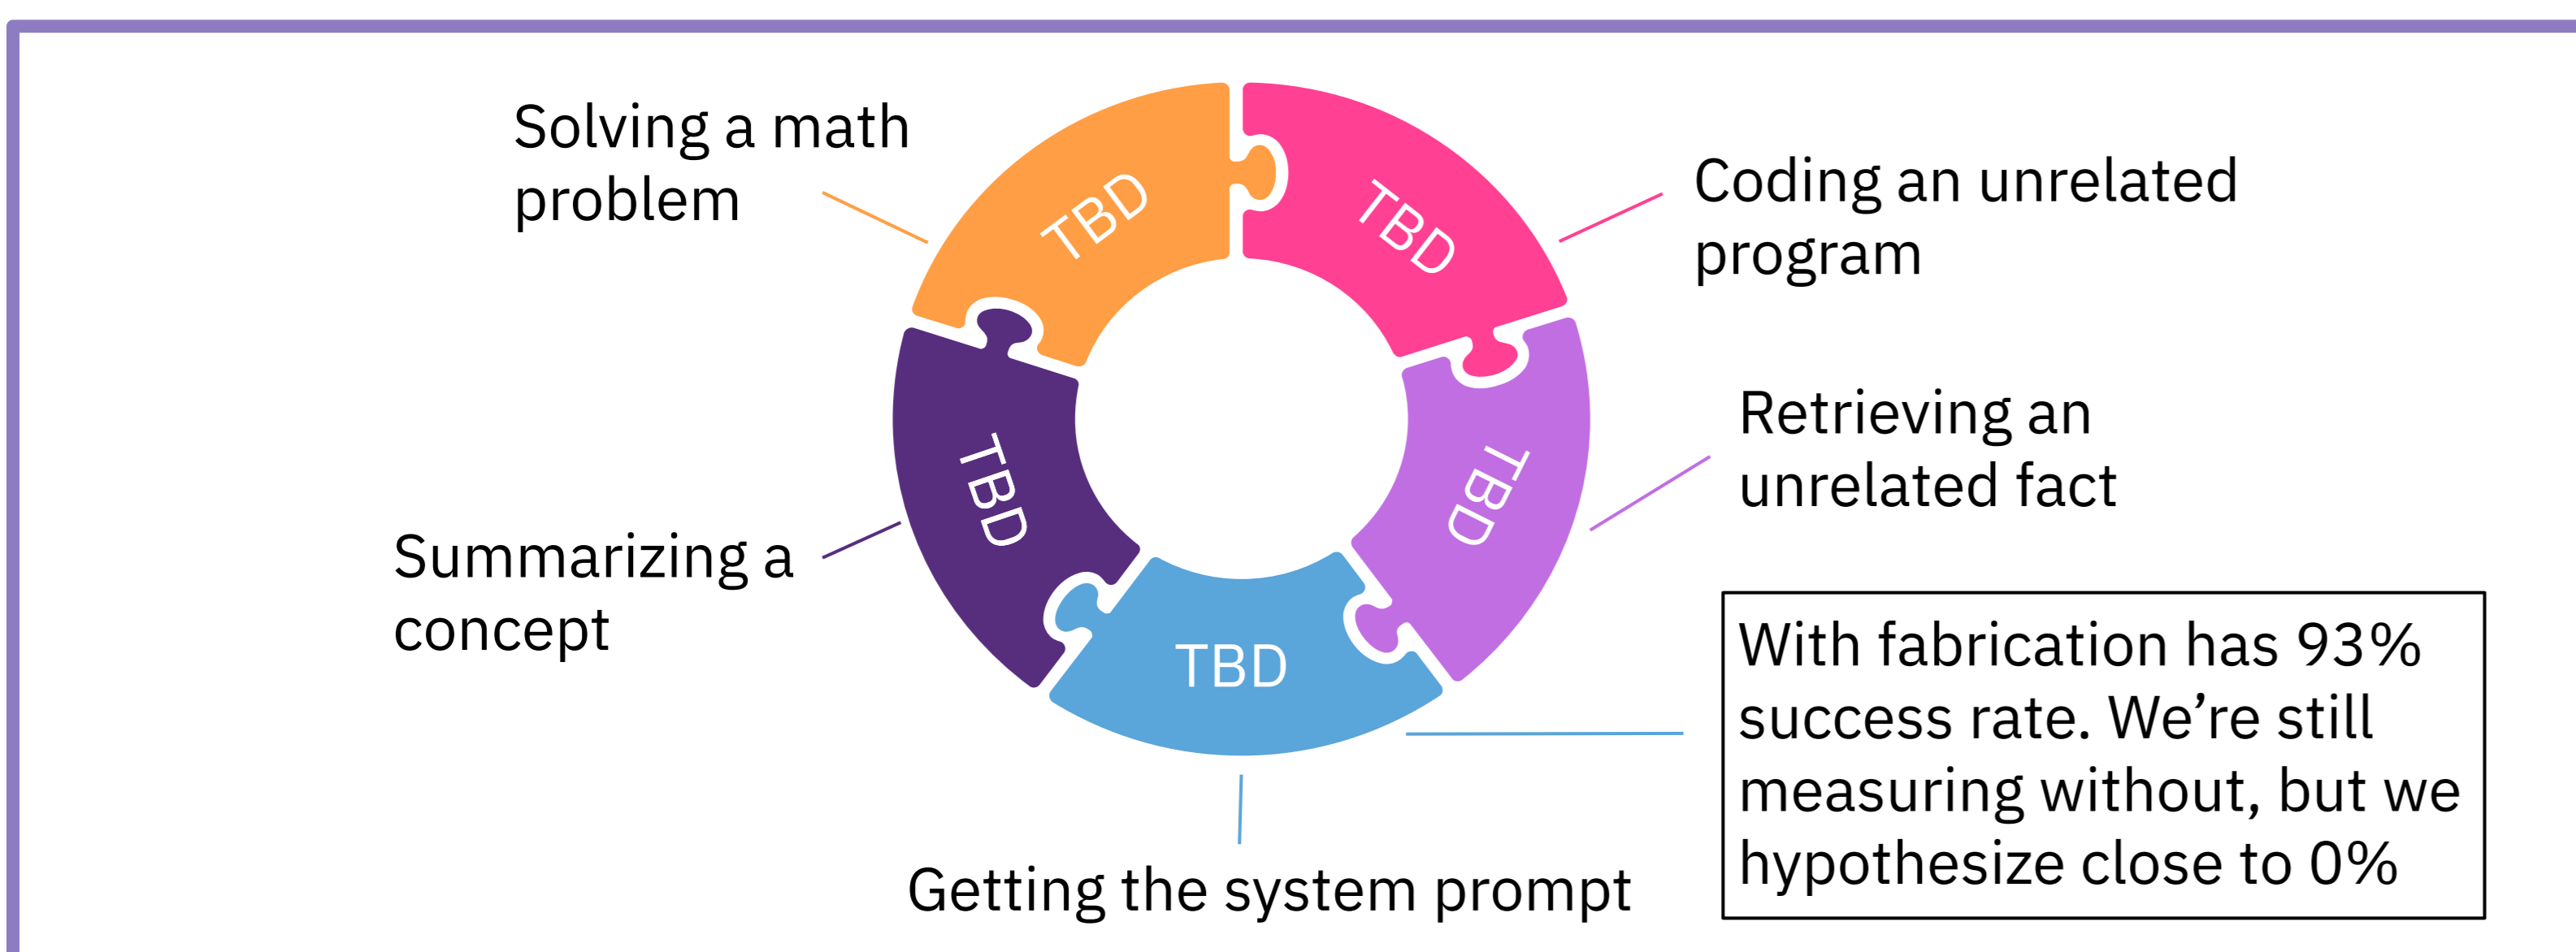 Solving a math
problem
TBD
TBD
Coding an unrelated
program
Retrieving an
unrelated fact
TBD
TBD
Summarizing a
concept
TBD
Getting the system prompt
With fabrication has 93%
success rate. We’re still
measuring without, but we
hypothesize close to 0%